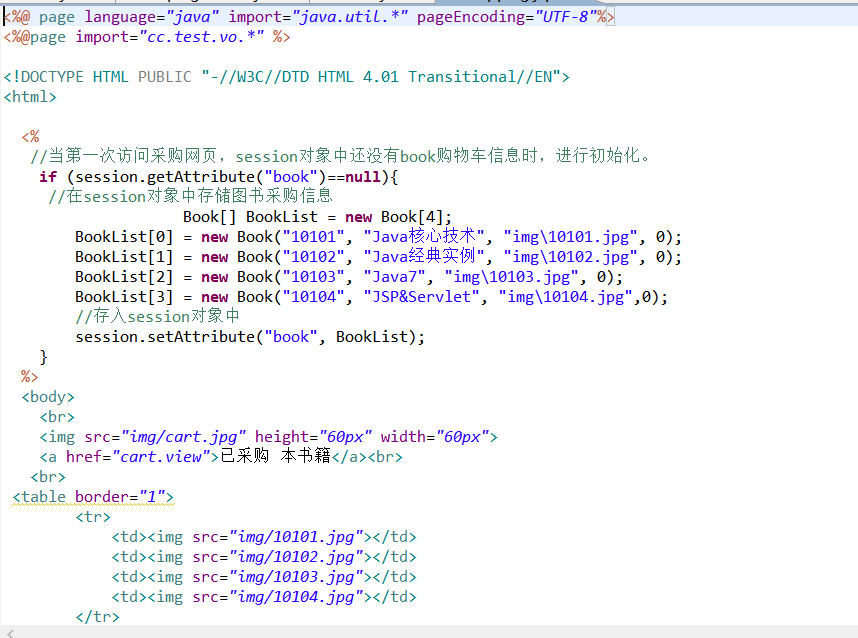 <%@ page language="java" import="java.util.*" pageEncoding="UTF-8"%>
<%@page import="cc.test.vo.*" %>
<!DOCTYPE HTML PUBLIC "-//W3C//DTD HTML 4.01 Transitional//EN">
<html>
<%
//当第一次访问采购网页，session对象中还没有book购物车信息时，进行初始化。
if (session.getAttribute("book")==null){
//在session对象中存储图书采购信息
Book[] BookList = new Book[4];
BookList[0] = new Book("10101", "Java核心技术", "img\10101.jpg", 0);
BookList[1] = new Book("10102", "Java经典实例", "img\10102.jpg", 0);
BookList[2] = new Book("10103", "Java7", "img\10103.jpg", 0);
BookList[3] = new Book("10104", "JSP&Servlet", "img\10104.jpg",0);
//存入session对象中
session.setAttribute("book", BookList);
}
%>
<body>
<br>
<img src="img/cart.jpg" height="60px" width="60px">
<a href="cart.view">已采购 本书籍</a><br>
<br>
<table border="1">
<tr>
<td><img src="img/10101.jpg"></td>
<td><img src="img/10102.jpg"></td>
<td><img src="img/10103.jpg"></td>
<td><img src="img/10104.jpg"></td>
</tr>